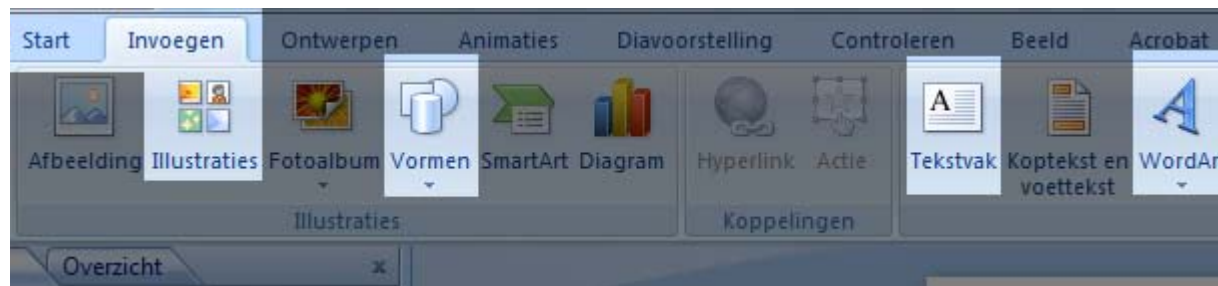 Start Invoegen Ontwerpen Animaties Diavoorstelling Controleren Beeld Acrobat
Afbeelding Illustraties Fotoalbum Vormen SmartArt Diagram Hyperlink Actie Tekstvak Koptekst en voettekst WordAr
Illustraties Koppelingen
Overzicht
A